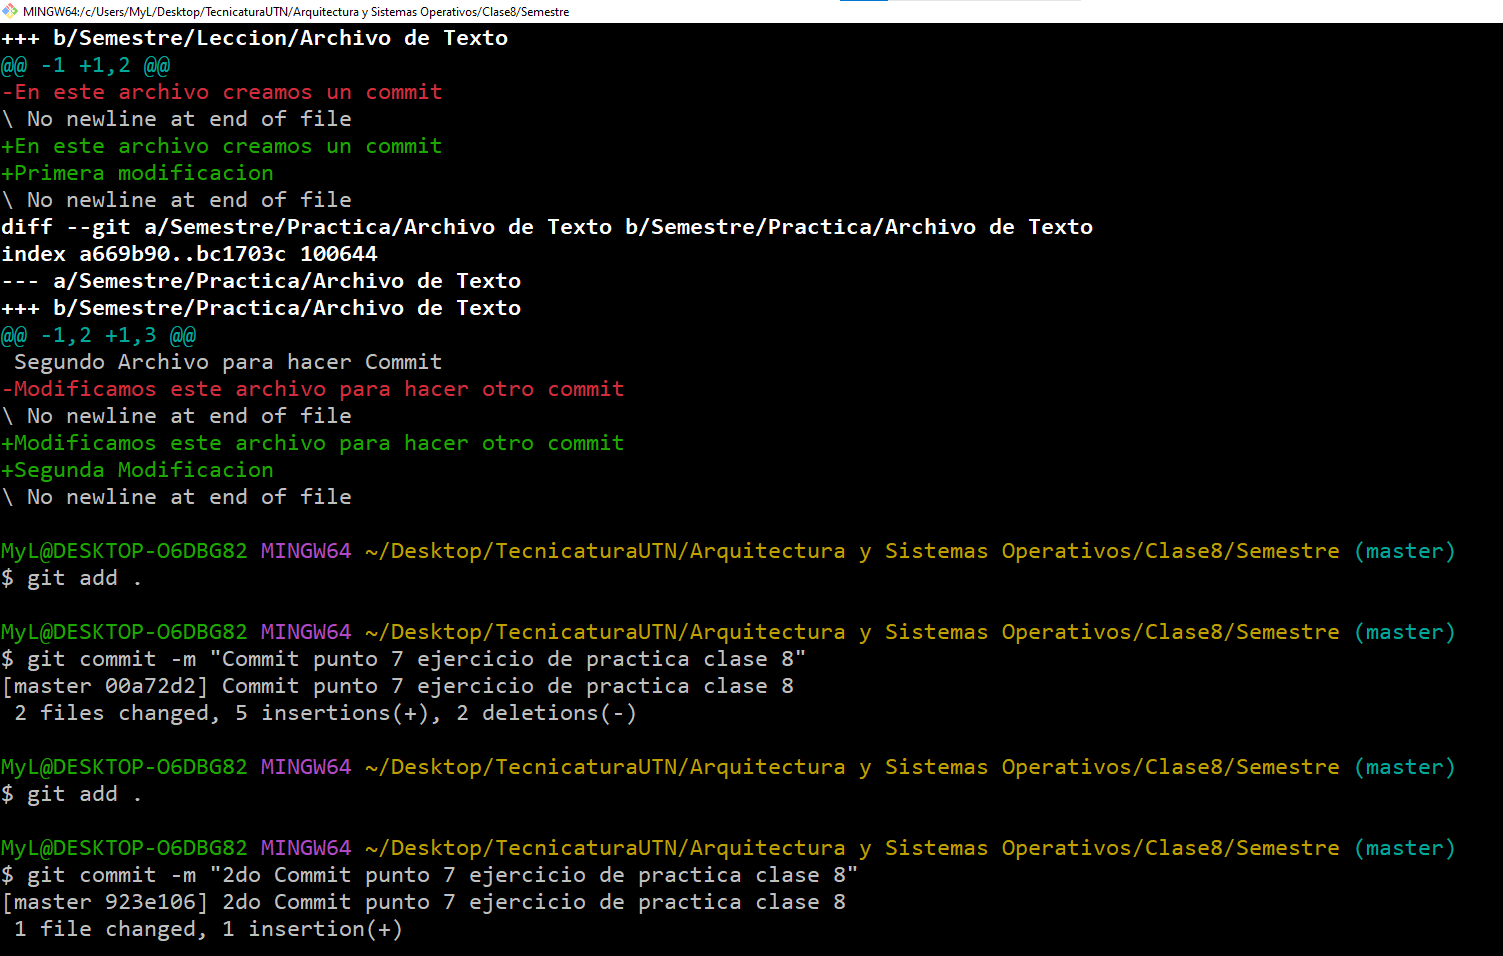 MINGW64:/c/Users/MyL/Desktop/TecnicaturaUTN/Arquitectura y Sistemas Operativos/Clase8/Semestre
+++ b/Semestre/Leccion/Archivo de Texto
@@ -1 +1,2 @@
-En este archivo creamos un commit
\ No newline at end of file
+En este archivo creamos un commit
+Primera modificacion
\ No newline at end of file
diff --git a/Semestre/Practica/Archivo de Texto b/Semestre/Practica/Archivo de Texto
index a669b90..bc1703c 100644
--- a/Semestre/Practica/Archivo de Texto
+++ b/Semestre/Practica/Archivo de Texto
@@ -1,2 +1,3 @@
 Segundo Archivo para hacer Commit
-Modificamos este archivo para hacer otro commit
\ No newline at end of file
+Modificamos este archivo para hacer otro commit
+Segunda Modificacion
\ No newline at end of file

MyL@DESKTOP-O6DBG82 MINGW64 ~/Desktop/TecnicaturaUTN/Arquitectura y Sistemas Operativos/Clase8/Semestre (master)
$ git add .

MyL@DESKTOP-O6DBG82 MINGW64 ~/Desktop/TecnicaturaUTN/Arquitectura y Sistemas Operativos/Clase8/Semestre (master)
$ git commit -m "Commit punto 7 ejercicio de practica clase 8"
[master 00a72d2] Commit punto 7 ejercicio de practica clase 8
 2 files changed, 5 insertions(+), 2 deletions(-)

MyL@DESKTOP-O6DBG82 MINGW64 ~/Desktop/TecnicaturaUTN/Arquitectura y Sistemas Operativos/Clase8/Semestre (master)
$ git add .

MyL@DESKTOP-O6DBG82 MINGW64 ~/Desktop/TecnicaturaUTN/Arquitectura y Sistemas Operativos/Clase8/Semestre (master)
$ git commit -m "2do Commit punto 7 ejercicio de practica clase 8"
[master 923e106] 2do Commit punto 7 ejercicio de practica clase 8
 1 file changed, 1 insertion(+)